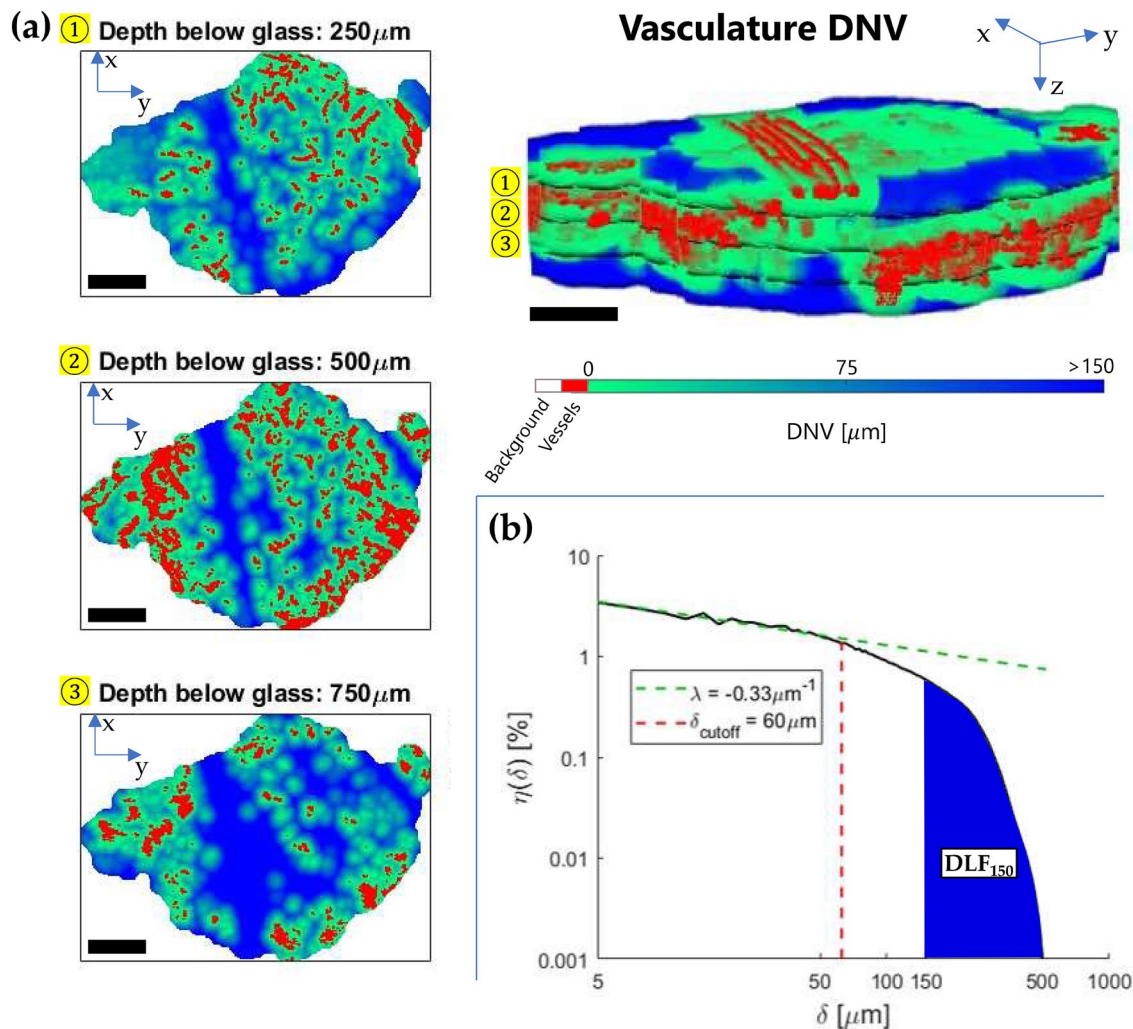 (a) ① Depth below glass: 250μm
x
y
② Depth below glass: 500μm
x
y
③ Depth below glass: 750μm
x
y
Vasculature DNV
x
y
z
①
②
③
0 75 >150
Background
Vessels
DNV [μm]
(b)
10
1
0.1
0.01
0.001
η(δ) [%]
λ = -0.33μm⁻¹
δcutoff = 60μm
DLF₁₅₀
5 50 100 150 500 1000
δ [μm]